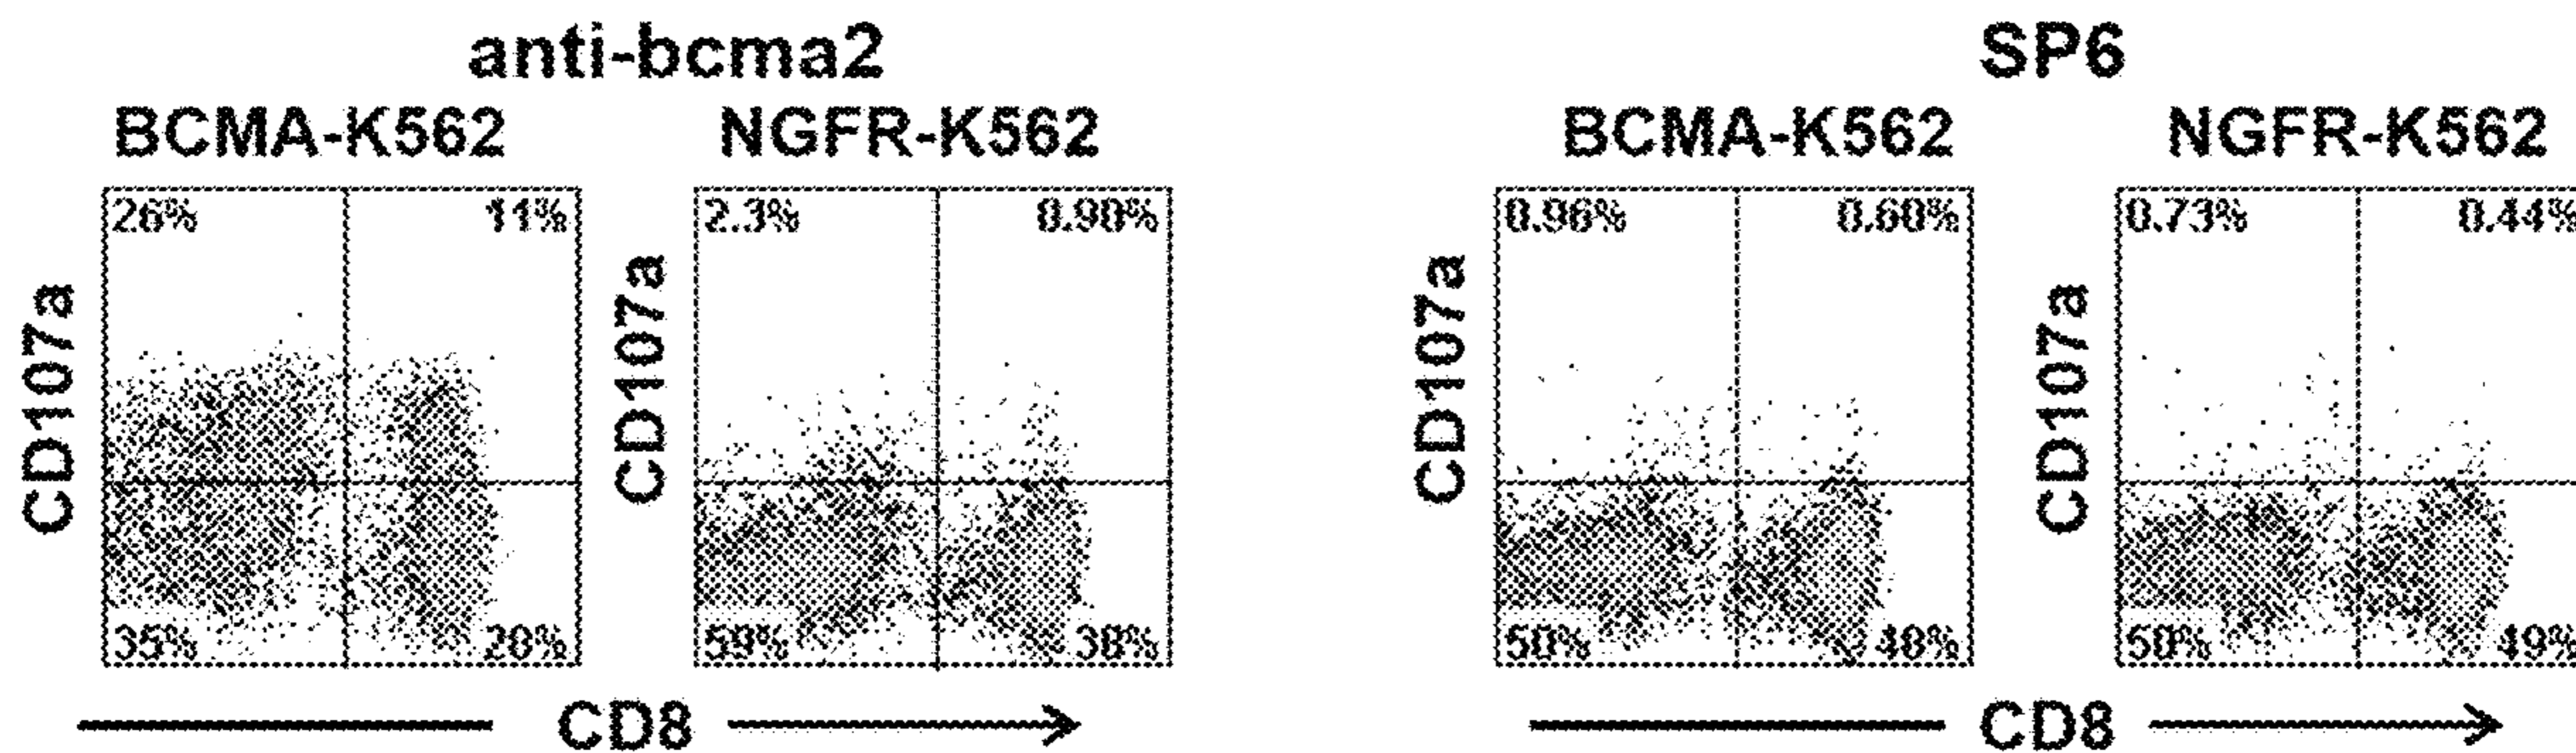 anti-bcma2
SP6
BCMA-K562
NGFR-K562
BCMA-K562
NGFR-K562
26%
11%
2.3%
0.90%
0.96%
0.60%
0.73%
0.44%
CD107a
CD107a
CD107a
CD107a
35%
59%
38%
50%
48%
50%
49%
CD8
CD8